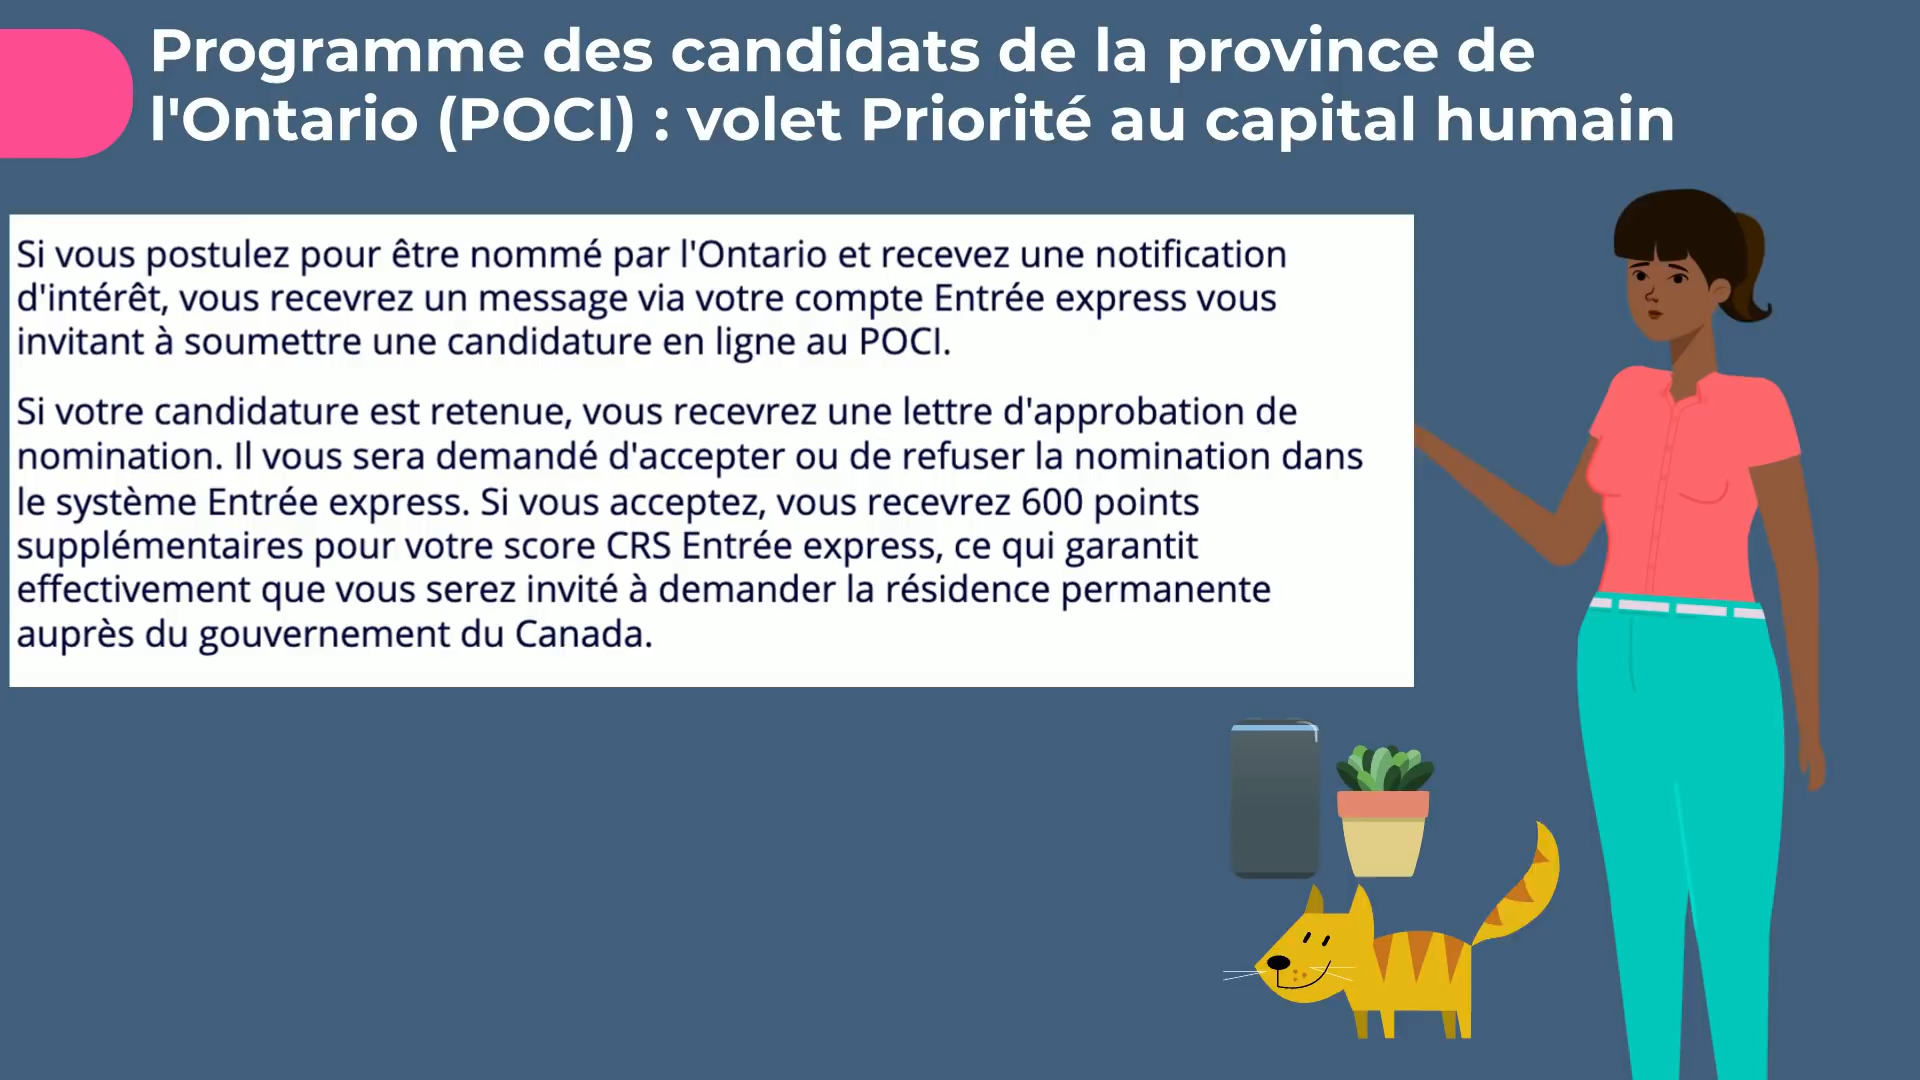 Programme des candidats de la province de
l'Ontario (POCI) : volet Priorité au capital humain
Si vous postulez pour être nommé par l'Ontario et recevez une notification
d'intérêt, vous recevrez un message via votre compte Entrée express vous
invitant à soumettre une candidature en ligne au POCI.
Si votre candidature est retenue, vous recevrez une lettre d'approbation de
nomination. Il vous sera demandé d'accepter ou de refuser la nomination dans
le système Entrée express. Si vous acceptez, vous recevrez 600 points
supplémentaires pour votre score CRS Entrée express, ce qui garantit
effectivement que vous serez invité à demander la résidence permanente
auprès du gouvernement du Canada.